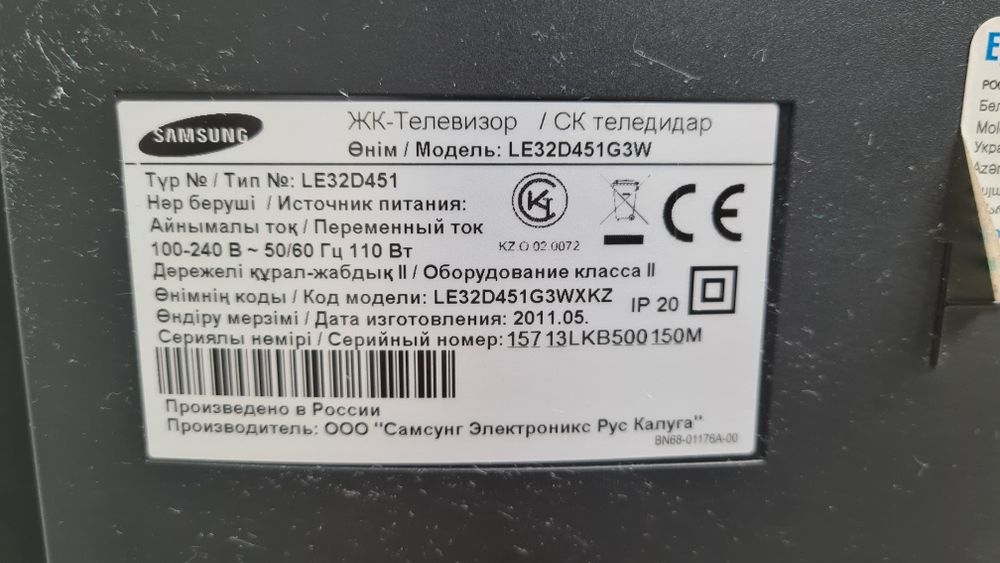 SAMSUNG
ЖК-Телевизор / СК теледидар
Өнім / Модель: LE32D451G3W
Түр № / Тип №: LE32D451
Нәр беруші / Источник питания:
Айнымалы ток / Переменный ток
100-240 В ~ 50/60 Гц 110 Вт
Дәрежелі құрал-жабдық II / Оборудование класса II
Өнімнің коды / Код модели: LE32D451G3WXKZ
Өндіру мерзімі / Дата изготовления: 2011.05.
Сериялы нөмірі / Серийный номер: 15713LKB500150M
KZ O 02 0072
CE
IP 20
Произведено в России
Производитель: ООО "Самсунг Электроникс Рус Калуга"
BN68-01176A-00